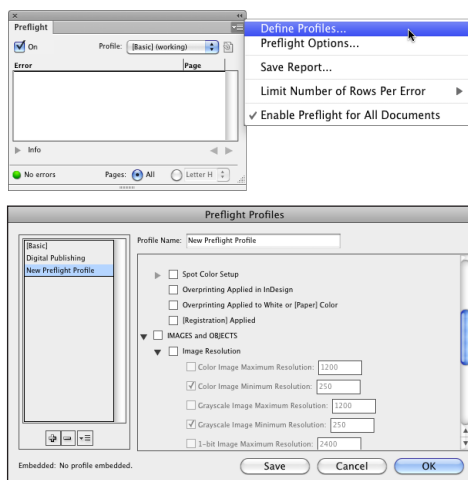 Preflight
On
Profile: [Basic] (working)
Error Page
Info
No errors
Pages: All Letter H
Define Profiles...
Preflight Options...
Save Report...
Limit Number of Rows Per Error
Enable Preflight for All Documents
Preflight Profiles
[Basic]
Digital Publishing
New Preflight Profile
Profile Name: New Preflight Profile
Spot Color Setup
Overprinting Applied in InDesign
Overprinting Applied to White or [Paper] Color
[Registration] Applied
IMAGES and OBJECTS
Image Resolution
Color Image Maximum Resolution: 1200
Color Image Minimum Resolution: 250
Grayscale Image Maximum Resolution: 1200
Grayscale Image Minimum Resolution: 250
1-bit Image Maximum Resolution: 2400
Embedded: No profile embedded.
Save Cancel OK